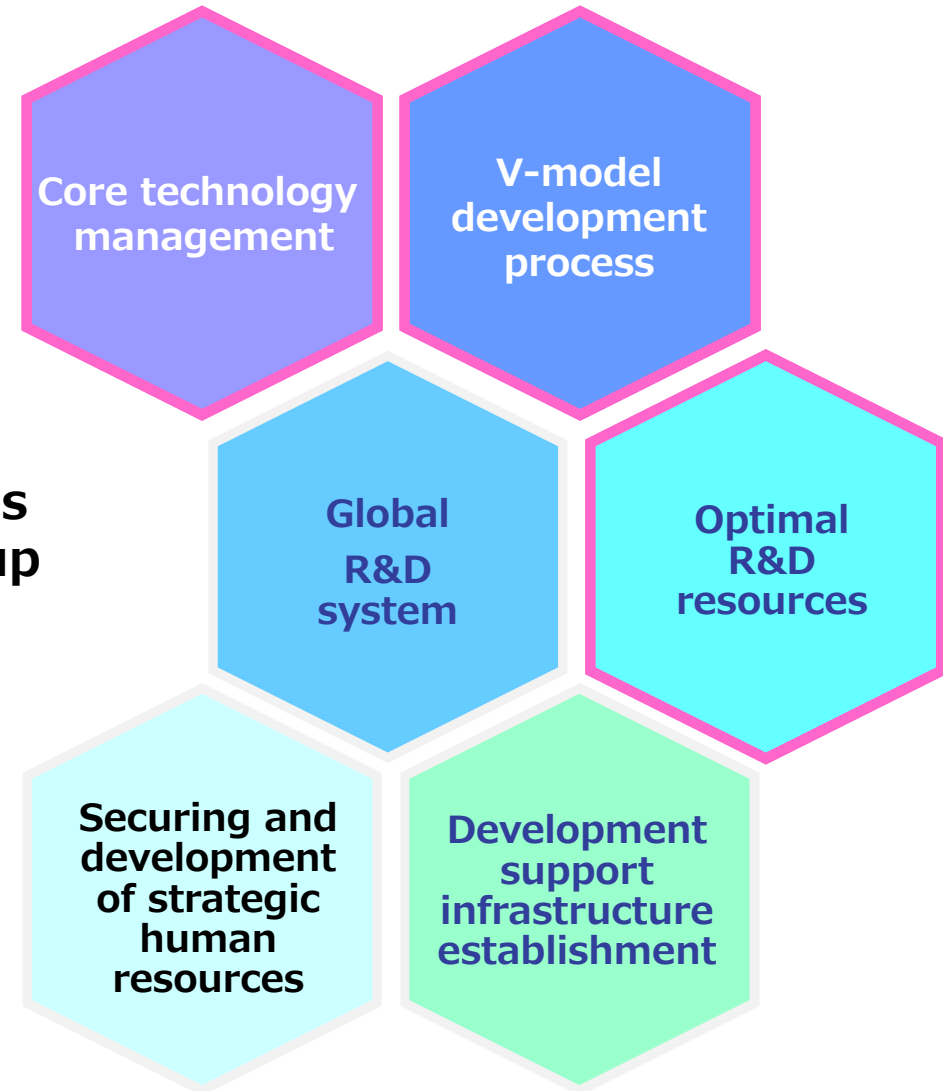 Core technology
management
V-model
development
process
s
up
Global
R&D
system
Optimal
R&D
resources
Securing and
development
of strategic
human
resources
Development
support
infrastructure
establishment